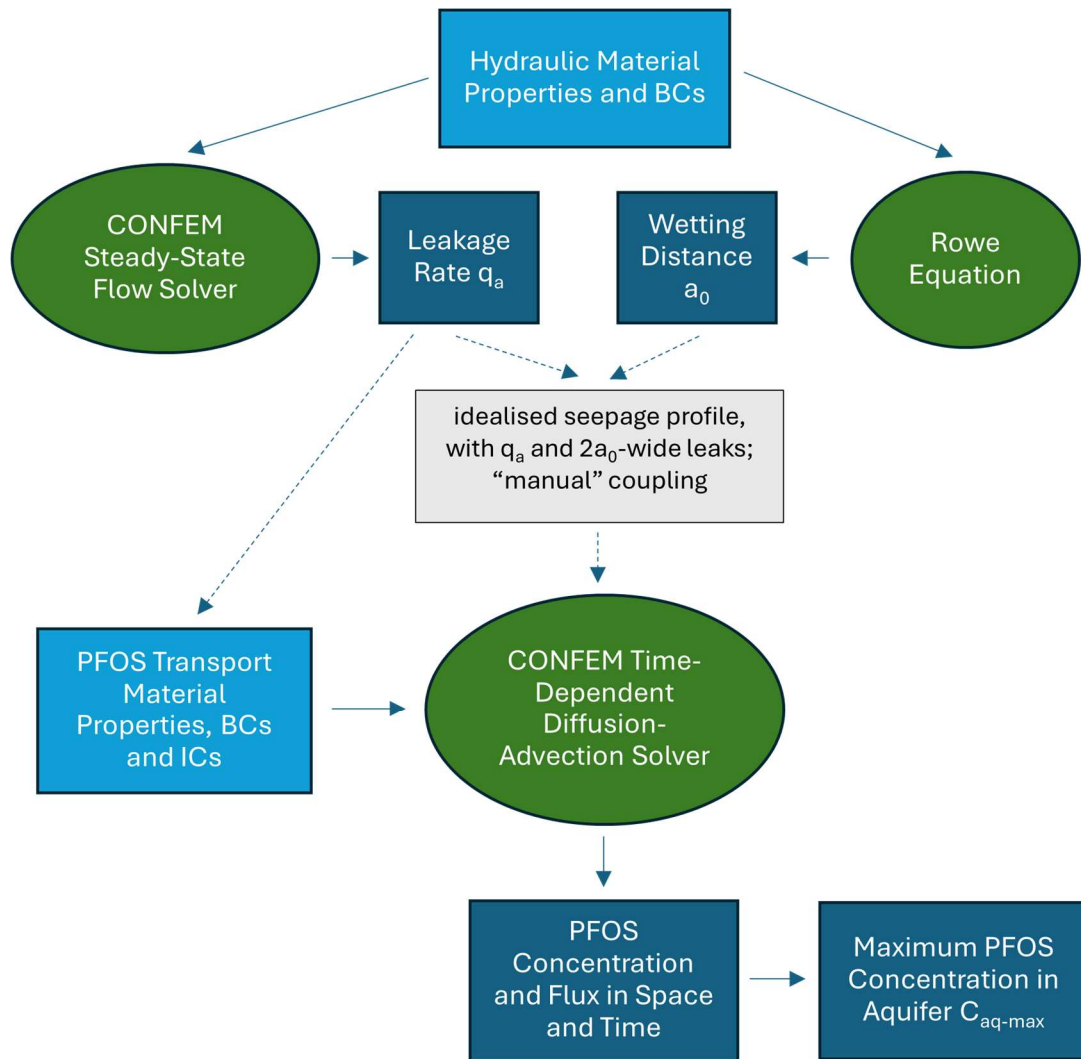 Hydraulic Material
Properties and BCs
CONFEM
Steady-State
Flow Solver
Leakage
Rate qₐ
Wetting
Distance
a₀
Rowe
Equation
idealised seepage profile,
with qₐ and 2a₀-wide leaks;
“manual” coupling
PFOS Transport
Material
Properties, BCs
and ICs
CONFEM Time-
Dependent
Diffusion-
Advection Solver
PFOS
Concentration
and Flux in Space
and Time
Maximum PFOS
Concentration in
Aquifer C_aq-max